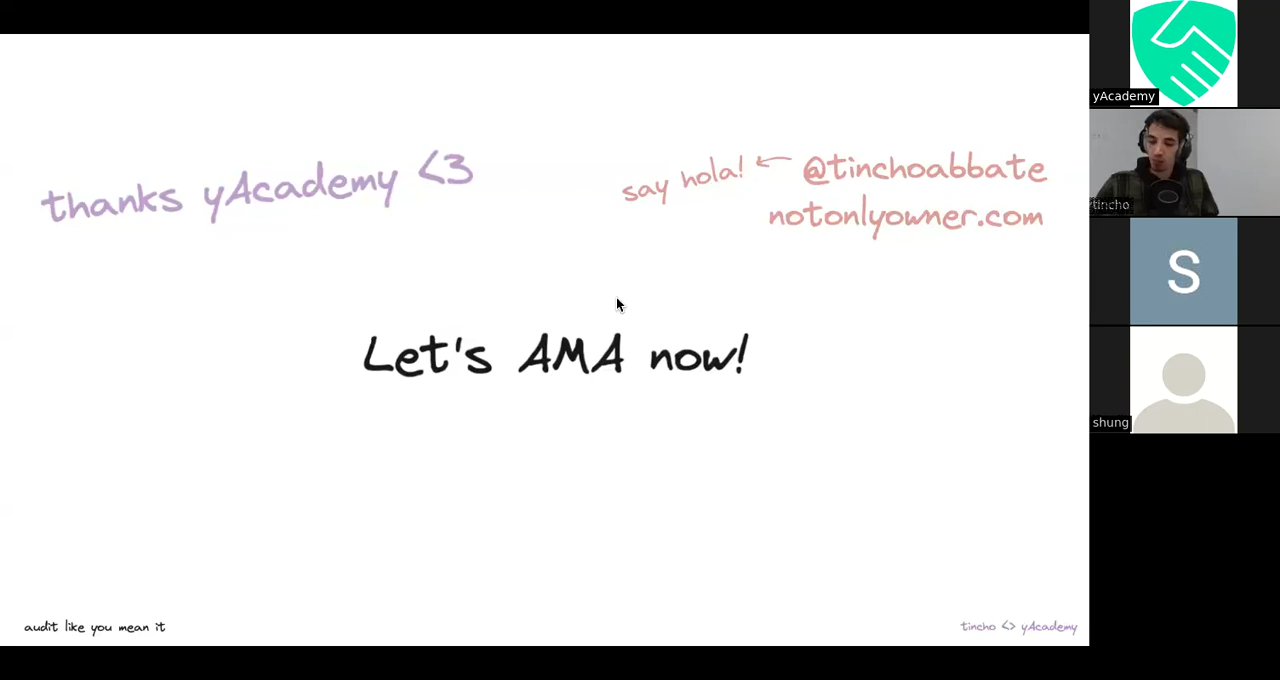 thanks yAcademy <3
say hola! ← @tinchoabbate
notonlyowner.com
Let's AMA now!
audit like you mean it
tincho <> yAcademy
yAcademy
tincho
S
shung